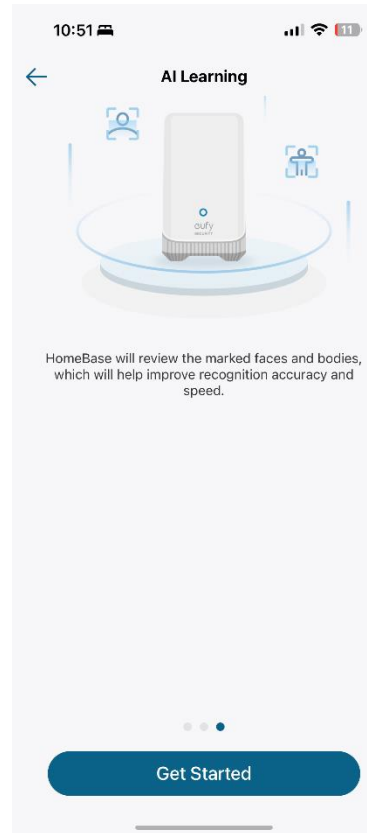 10:51
11
AI Learning
eufy
SECURITY
HomeBase will review the marked faces and bodies,
which will help improve recognition accuracy and
speed.
Get Started